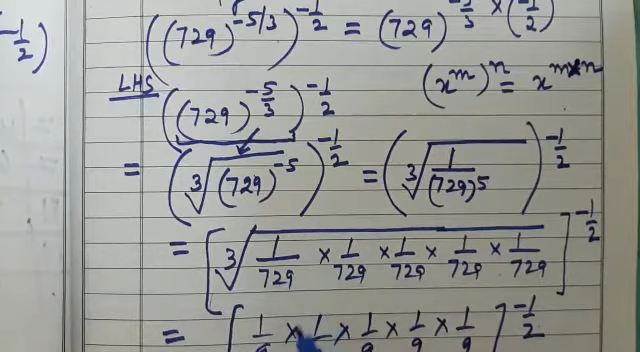 -1/2)
((729)^-5/3)^-1/2 = (729)^-5/3 × (-1/2)
(x^m)^n = x^m×n
LHS ((729)^-5/3)^-1/2
= (∛(729)^-5)^-1/2 = (∛1/(729)^5)^-1/2
= [∛1/729 × 1/729 × 1/729 × 1/729 × 1/729]^-1/2
= [1/9 × 1 × 1/9 × 1/9 × 1/9]^-1/2